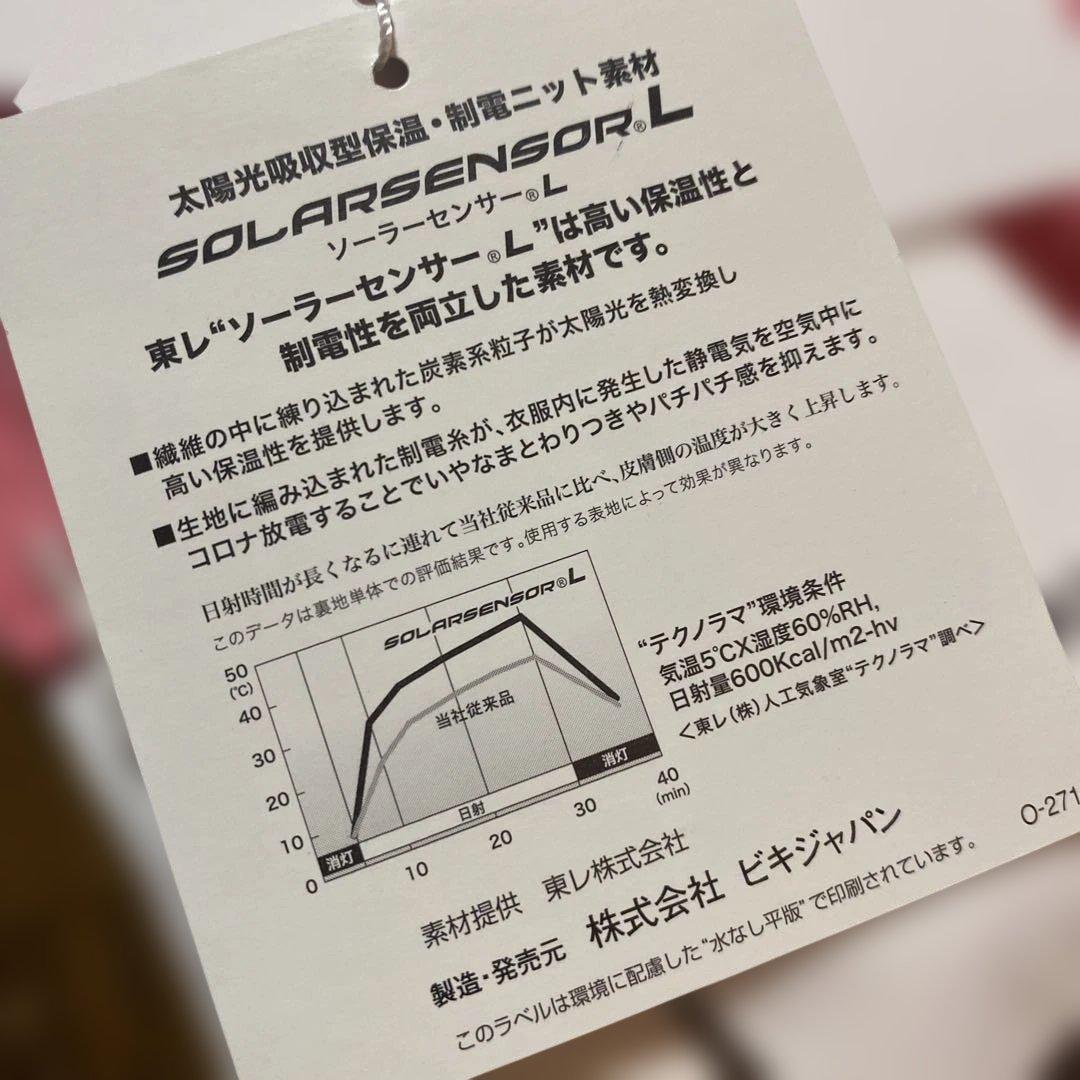 太陽光吸収型保温・制電ニット素材
SOLARSENSOR®L
ソーラーセンサー®L
東レ“ソーラーセンサー®L”は高い保温性と
制電性を両立した素材です。
■繊維の中に練り込まれた炭素系粒子が太陽光を熱変換し
高い保温性を提供します。
■生地に編み込まれた制電糸が、衣服内に発生した静電気を空気中に
コロナ放電することでいやなまとわりつきやパチパチ感を抑えます。
日射時間が長くなるに連れて当社従来品に比べ、皮膚側の温度が大きく上昇します。
このデータは裏地単体での評価結果です。使用する表地によって効果が異なります。
SOLARSENSOR®L
当社従来品
50
(℃)
40
30
20
10
0
消灯
日射
消灯
10
20
30
40
(min)
“テクノラマ”環境条件
気温5℃X湿度60%RH,
日射量600Kcal/m2-hv
<東レ(株)人工気象室“テクノラマ”調べ>
O-271
素材提供 東レ株式会社
製造・発売元 株式会社 ビキジャパン
このラベルは環境に配慮した“水なし平版”で印刷されています。